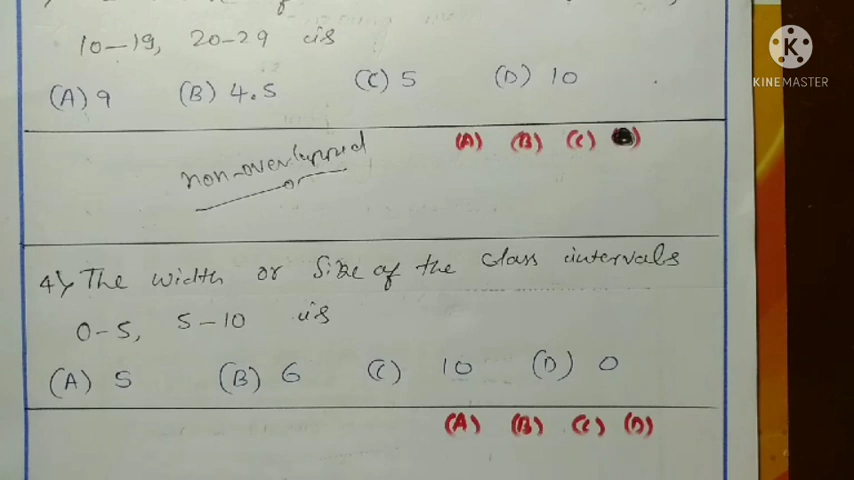 of
10-19, 20-29 is
(A) 9 (B) 4.5 (C) 5 (D) 10
KINEMASTER
(A) (B) (C)
non-overlapped
4) The width or Size of the class intervals
0-5, 5-10 is
(A) 5 (B) 6 (C) 10 (D) 0
(A) (B) (C) (D)